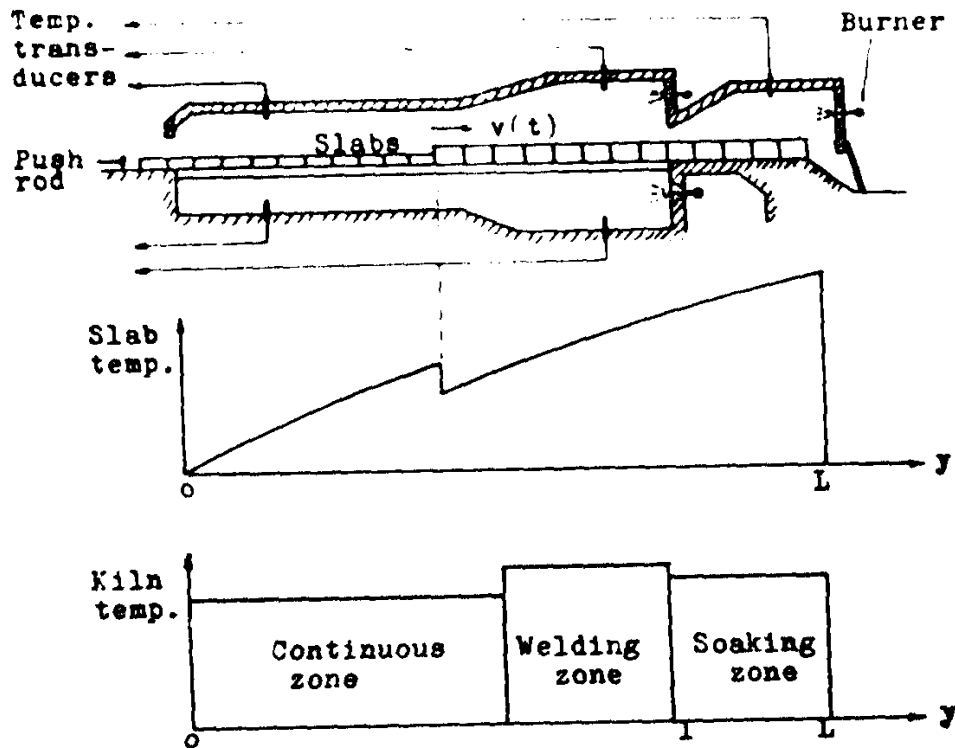 Temp.
trans-
ducers
Burner
v(t)
Slabs
Push
rod
Slab
temp.
o
L
y
Kiln
temp.
Continuous
zone
Welding
zone
Soaking
zone
o
l
L
y